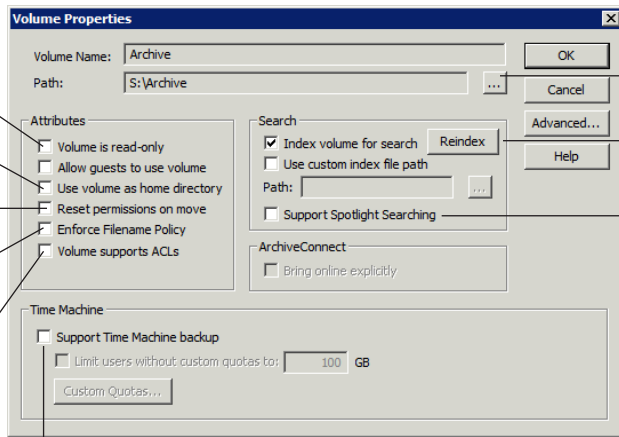 Volume Properties
Volume Name: Archive
OK
Path: S:\Archive ...
Cancel
Advanced...
Help
Attributes
Volume is read-only
Allow guests to use volume
Use volume as home directory
Reset permissions on move
Enforce Filename Policy
Volume supports ACLs
Search
Index volume for search Reindex
Use custom index file path
Path: ...
Support Spotlight Searching
ArchiveConnect
Bring online explicitly
Time Machine
Support Time Machine backup
Limit users without custom quotas to: 100 GB
Custom Quotas...